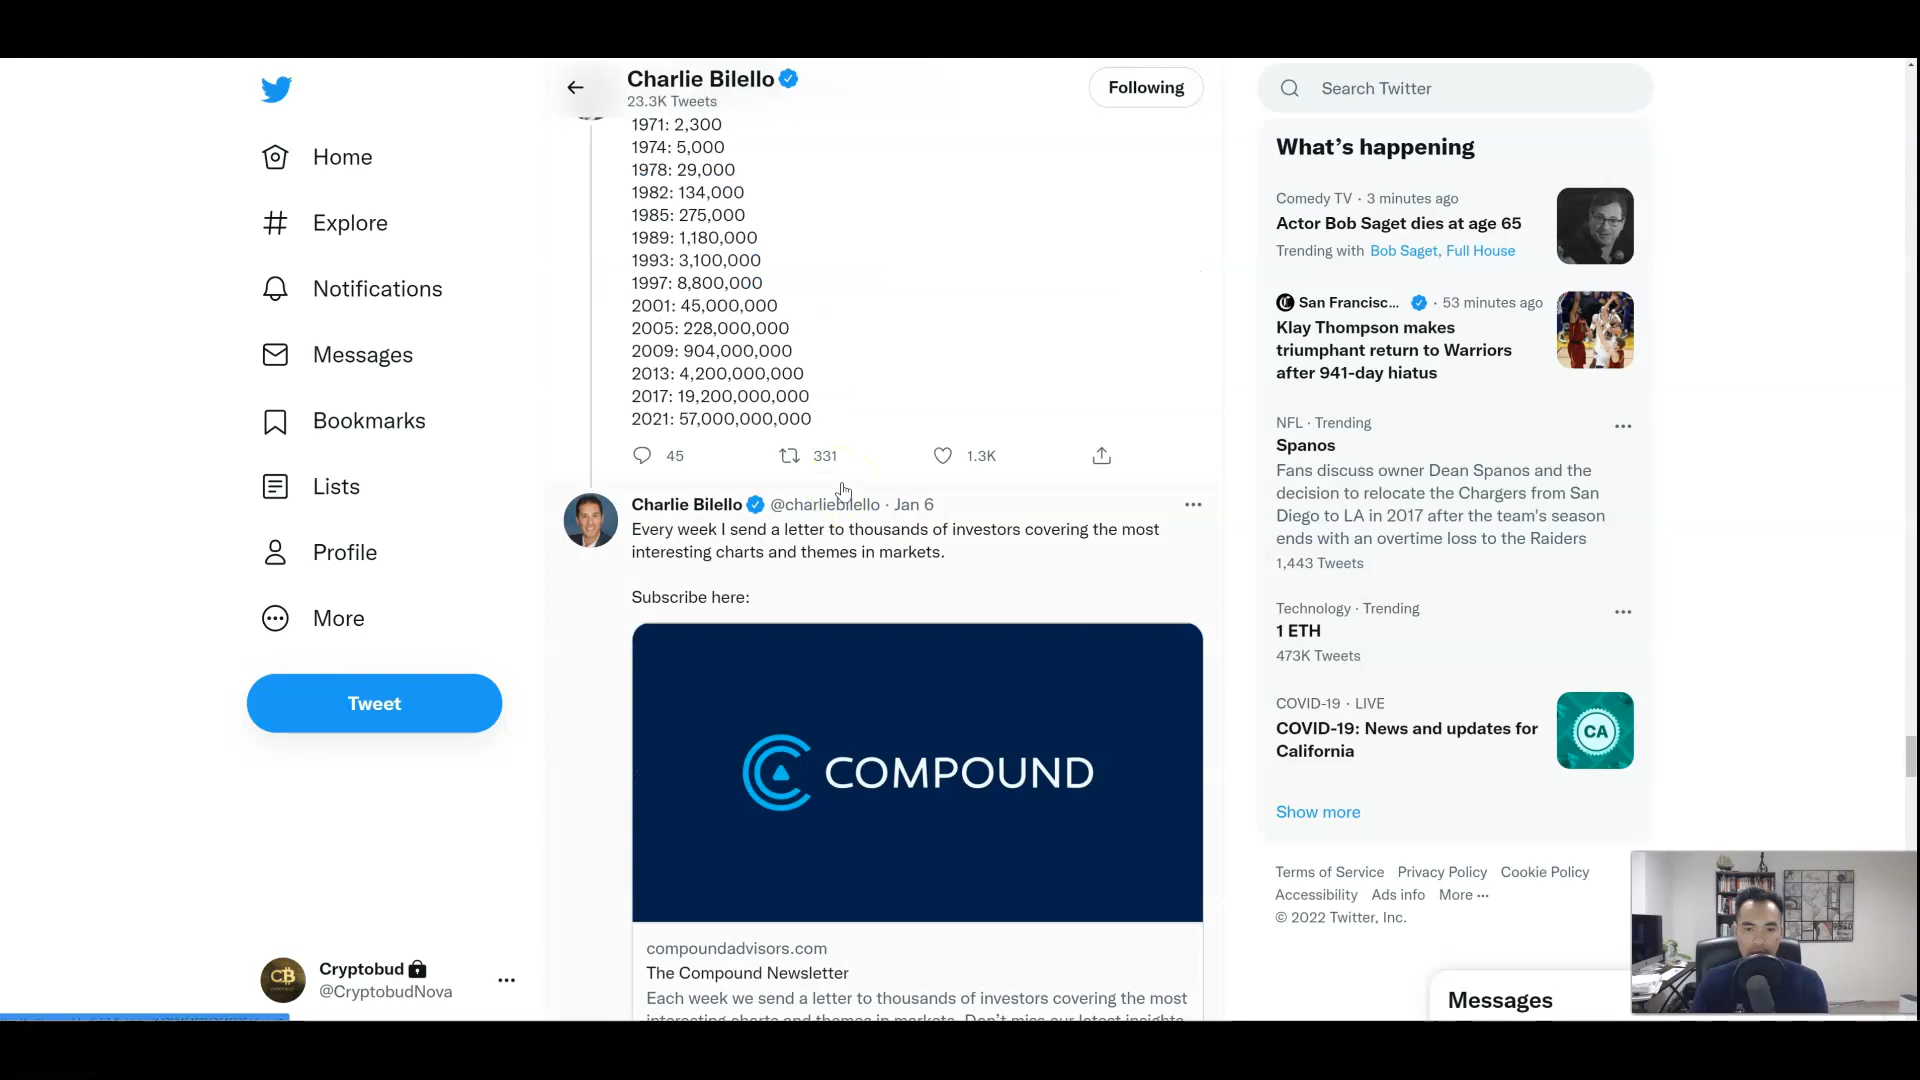 Home
Explore
Notifications
Messages
Bookmarks
Lists
Profile
More
Tweet
Cryptobud
@CryptobudNova
Charlie Bilello
23.3K Tweets
Following
1971: 2,300
1974: 5,000
1978: 29,000
1982: 134,000
1985: 275,000
1989: 1,180,000
1993: 3,100,000
1997: 8,800,000
2001: 45,000,000
2005: 228,000,000
2009: 904,000,000
2013: 4,200,000,000
2017: 19,200,000,000
2021: 57,000,000,000
45 331 1.3K
Charlie Bilello @charliebilello · Jan 6
Every week I send a letter to thousands of investors covering the most
interesting charts and themes in markets.
Subscribe here:
COMPOUND
compoundadvisors.com
The Compound Newsletter
Each week we send a letter to thousands of investors covering the most
interesting charts and themes in markets. Don't miss our latest insights
Search Twitter
What's happening
Comedy TV · 3 minutes ago
Actor Bob Saget dies at age 65
Trending with Bob Saget, Full House
San Francisc... · 53 minutes ago
Klay Thompson makes
triumphant return to Warriors
after 941-day hiatus
NFL · Trending
Spanos
Fans discuss owner Dean Spanos and the
decision to relocate the Chargers from San
Diego to LA in 2017 after the team's season
ends with an overtime loss to the Raiders
1,443 Tweets
Technology · Trending
1 ETH
473K Tweets
COVID-19 · LIVE
COVID-19: News and updates for
California
CA
Show more
Terms of Service Privacy Policy Cookie Policy
Accessibility Ads info More ···
© 2022 Twitter, Inc.
Messages